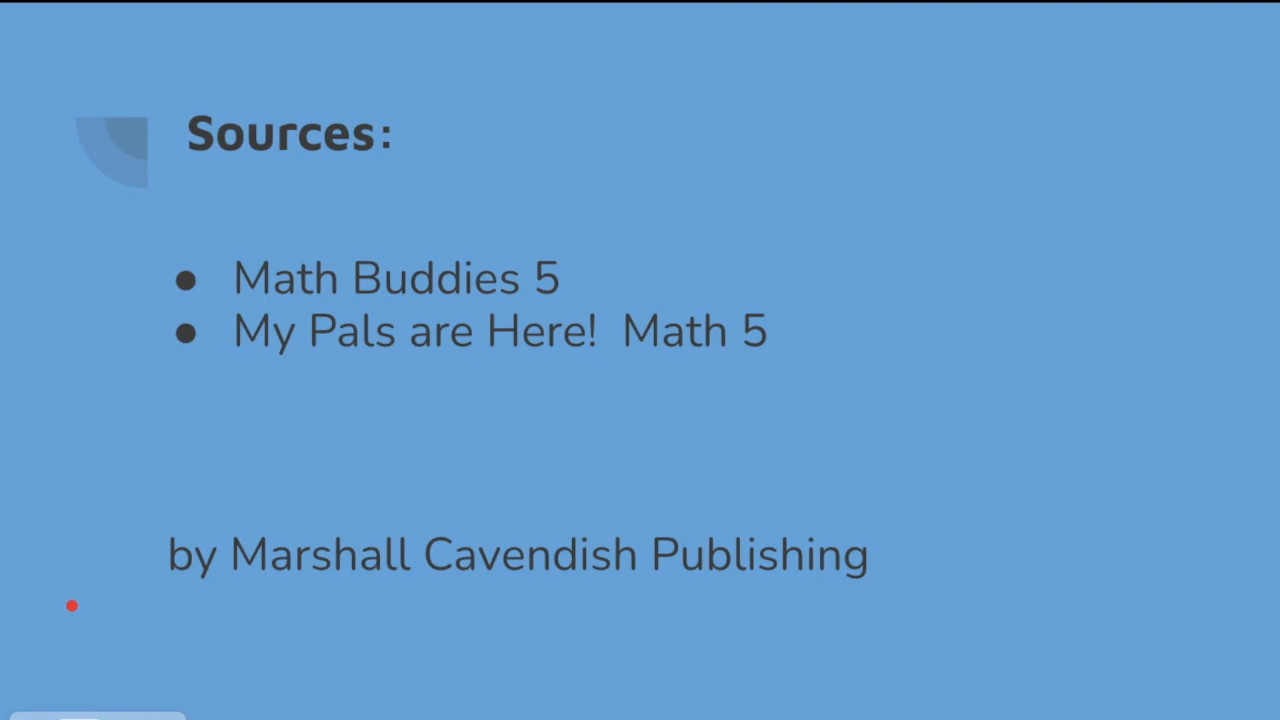 Sources:
● Math Buddies 5
● My Pals are Here!  Math 5
by Marshall Cavendish Publishing